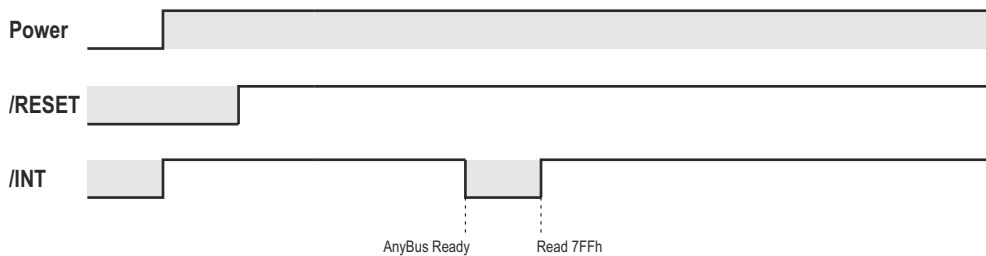 Power
/RESET
/INT
AnyBus Ready
Read 7FFh